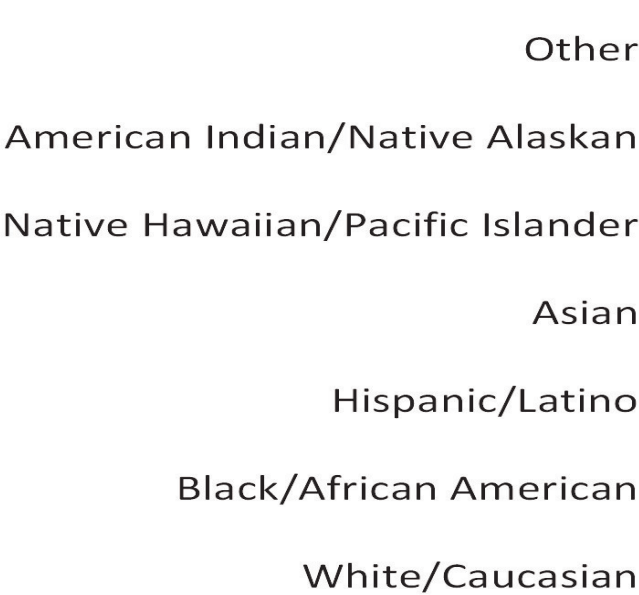 Other
American Indian/Native Alaskan
Native Hawaiian/Pacific Islander
Asian
Hispanic/Latino
Black/African American
White/Caucasian